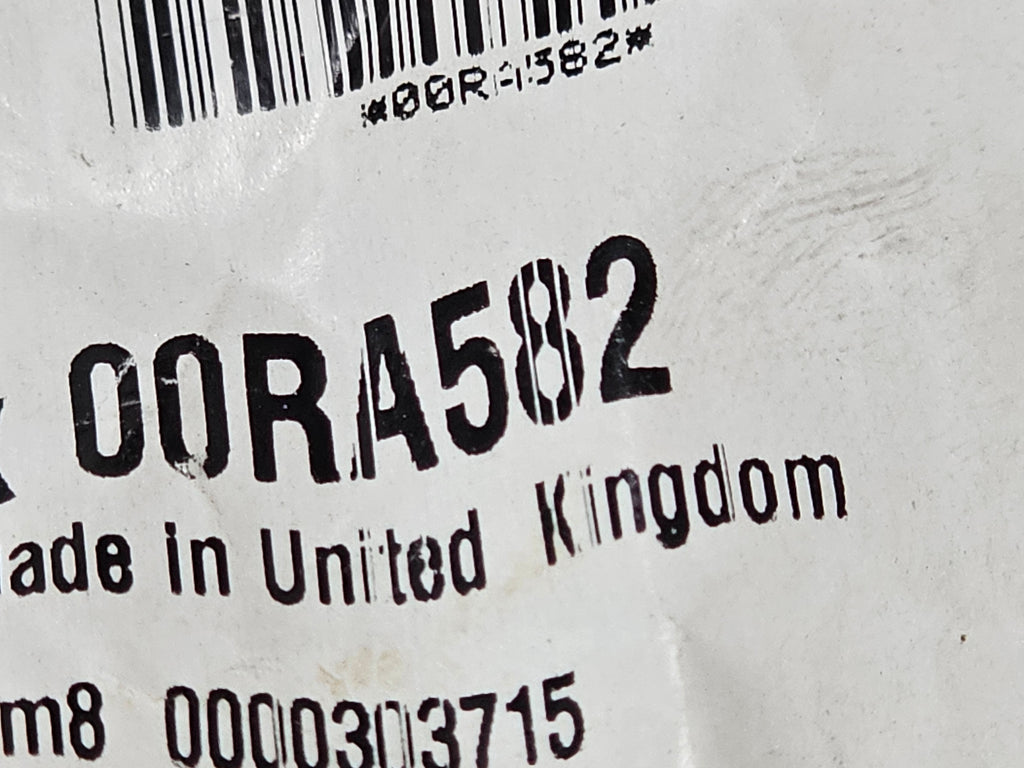 *00RA582*
00RA582
ade in United Kingdom
m8 0000303715